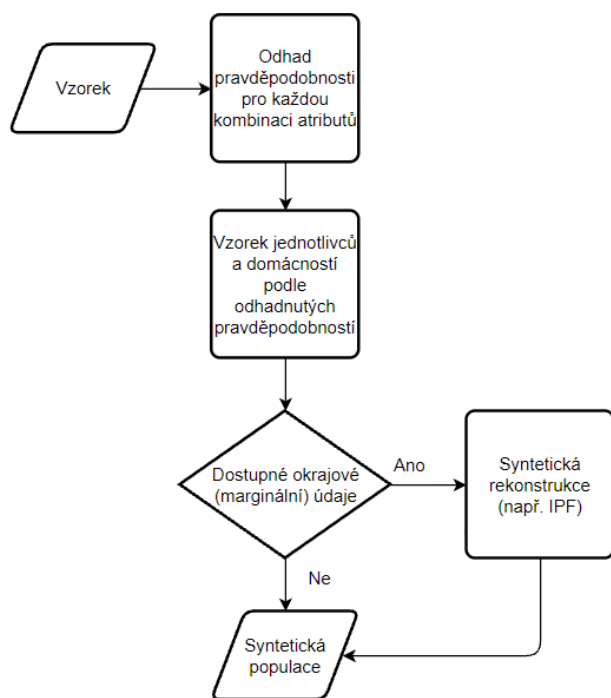 Vzorek
Odhad
pravděpodobnosti
pro každou
kombinaci atributů
Vzorek jednotlivců
a domácností
podle
odhadnutých
pravděpodobností
Dostupné okrajové
(marginální) údaje
Ano
Syntetická
rekonstrukce
(např. IPF)
Ne
Syntetická
populace